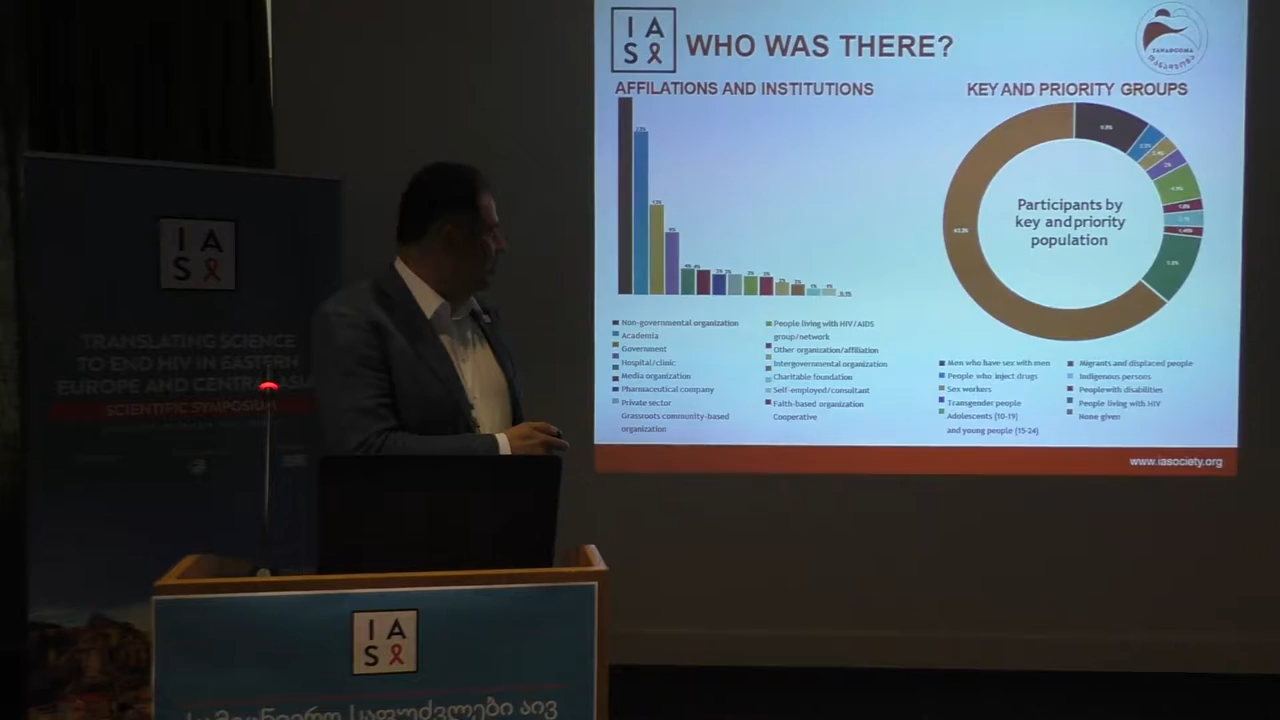 I A
S
WHO WAS THERE?
TANADGOMA
თანადგომა
AFFILATIONS AND INSTITUTIONS
KEY AND PRIORITY GROUPS
Participants by
key and priority
population
Non-governmental organization
Academia
Government
Hospital/clinic
Media organization
Pharmaceutical company
Private sector
Grassroots community-based
organization
People living with HIV/AIDS
group/network
Other organization/affiliation
Intergovernmental organization
Charitable foundation
Self-employed/consultant
Faith-based organization
Cooperative
Men who have sex with men
People who inject drugs
Sex workers
Transgender people
Adolescents (10-19)
and young people (15-24)
Migrants and displaced people
Indigenous persons
People with disabilities
People living with HIV
None given
www.iasociety.org
I A
S
TRANSLATING SCIENCE
TO END HIV IN EASTERN
EUROPE AND CENTRAL ASIA
SCIENTIFIC SYMPOSIUM
I A
S
სამეცნიერო საფუძვლები აივ